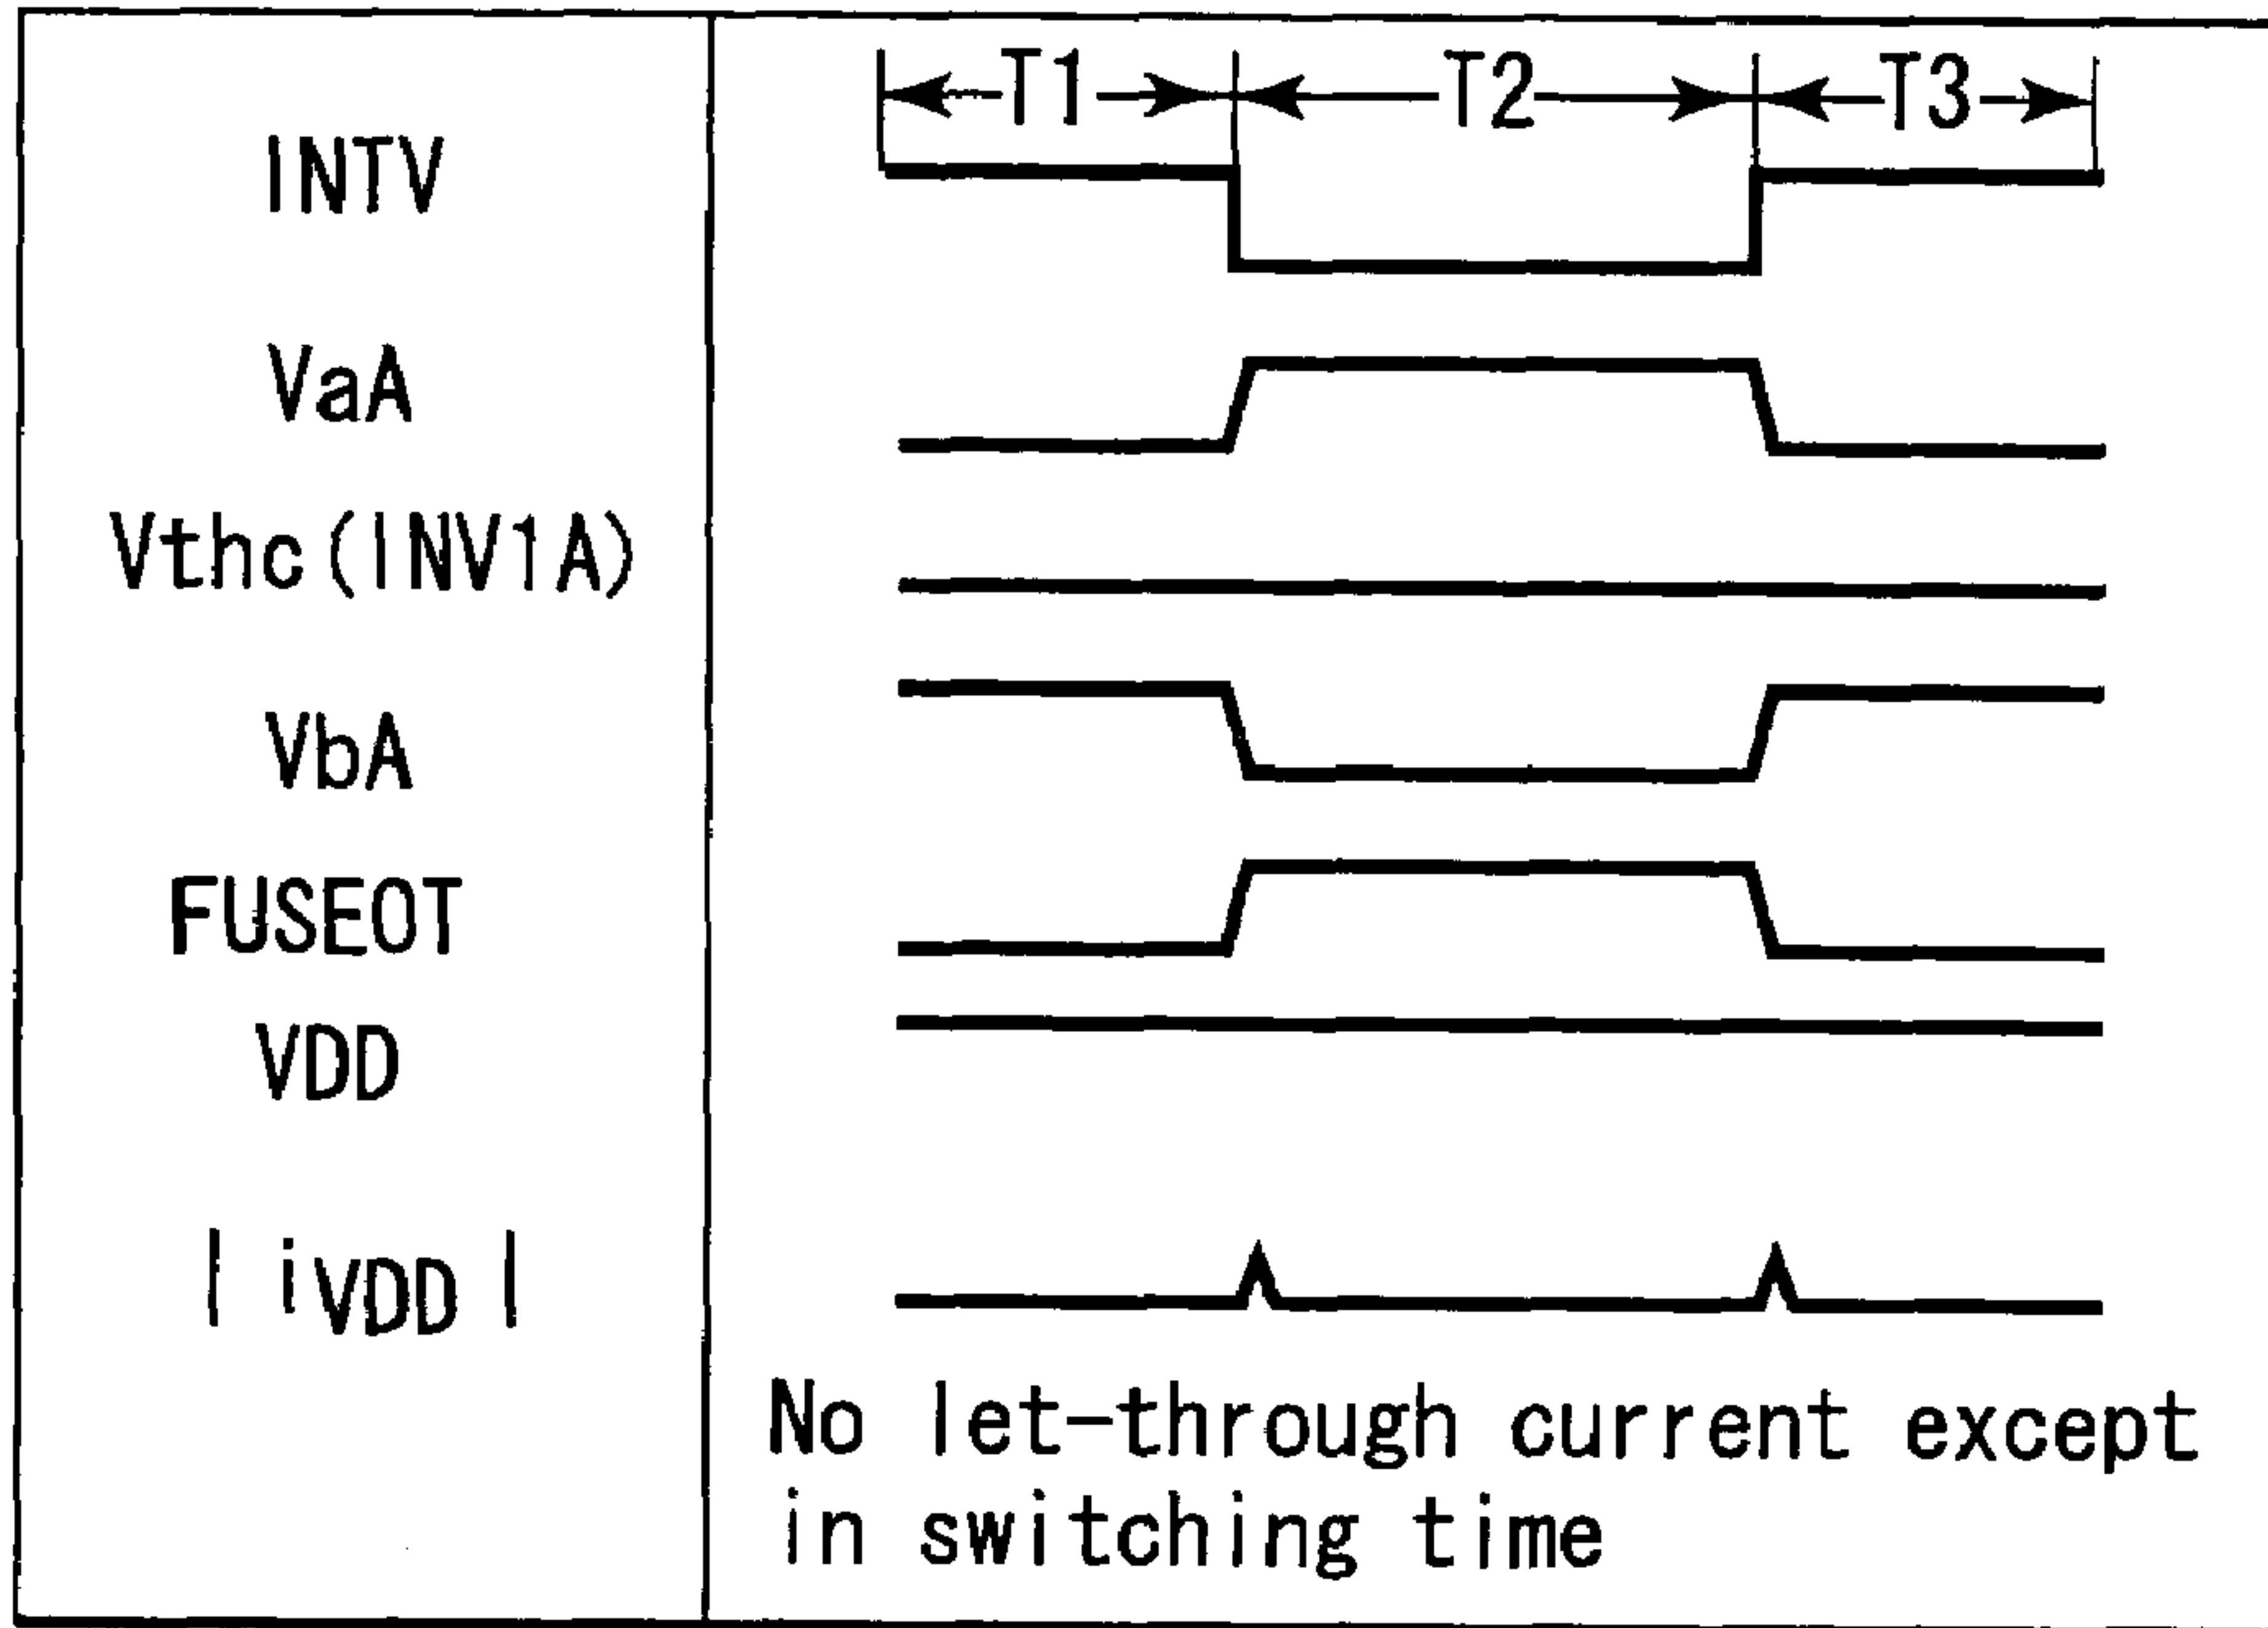 T1 T2 T3
INTV
VaA
Vthc(INV1A)
VbA
FUSEOT
VDD
| iVDD |
No let-through current except
in switching time